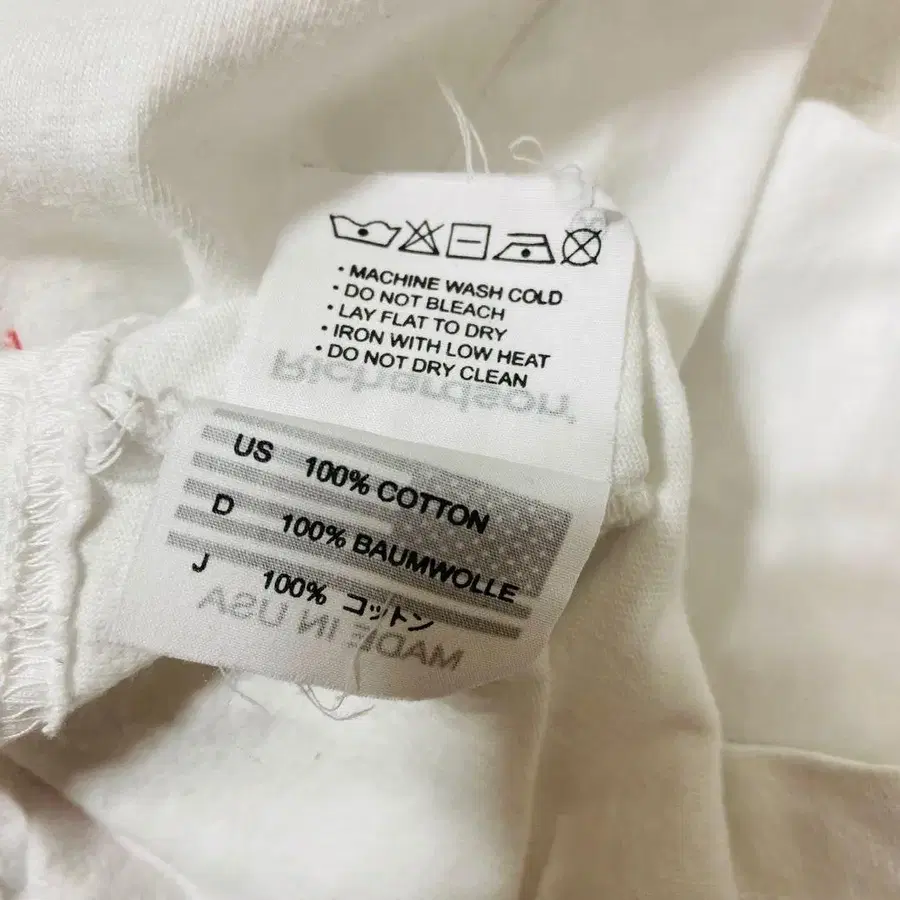 • MACHINE WASH COLD
• DO NOT BLEACH
• LAY FLAT TO DRY
• IRON WITH LOW HEAT
• DO NOT DRY CLEAN
Richardson
US 100% COTTON
D 100% BAUMWOLLE
J 100% コットン
MADE IN USA